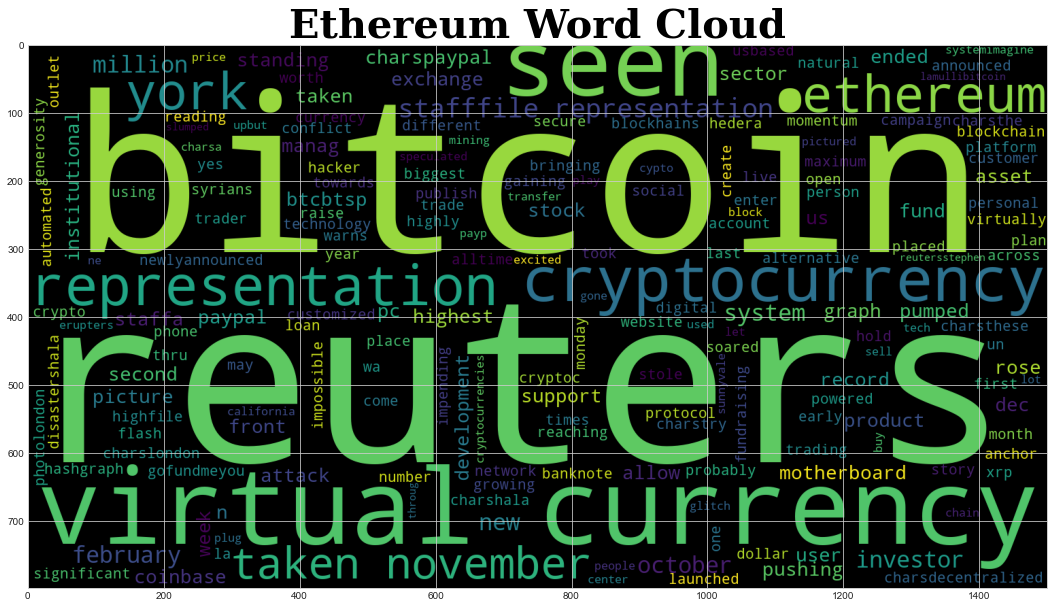 Ethereum Word Cloud
0
100
200
300
400
500
600
700
0
200
400
600
800
1000
1200
1400
bitcoin
reuters
virtual currency
representation
cryptocurrency
seen
ethereum
york
taken november
million
price
standing
worth
charspaypal
exchange
usbased
sector
natural
ended
systemimage
announced
lamullibitcoin
outlet
taken
stafffile representation
reading
currency
generosity
institutional
slumped
upbut
conflict
manag
different
secure
blockhains
hedera
momentum
campaigncharsthe
blockchain
pictured
platform
charsa
yes
hacker
speculated
mining
biggest
bringing
cypto
create
maximum
customer
asset
using
syrians
towards
publish
gaining
play
social
live
open
person
personal
btcbtsp
transfer
enter
automated
trader
raise
technology
trade
highly
stock
block
account
us
fund
virtually
warns
payp
plan
year
newlyannounced
ne
alltime
excited
took
last
alternative
placed
reutersstephen
across
gone
digital
crypto
erupters
staffa
paypal
customized
pc
highest
loan
website
used
system
graph
pumped
let
tech
charsthese
phone
place
monday
hold
un
disastershala
thru
second
may
wa
impossible
impending
development
cryptocurrencies
cryptoc
soared
sunnyvale
sell
rose
stole
record
first
lot
photolondon
picture
highfile
california
front
come
support
protocol
fundraising
powered
product
dec
times
charstry
early
flash
reaching
buy
month
charslondon
trading
anchor
hashgraph
gofundmeyou
attack
number
network
banknote
allow
probably
motherboard
story
xrp
growing
throug
charshala
glitch
chain
week
n
new
one
plug
february
la
dollar
user
investor
significant
coinbase
people
center
october
launched
pushing
charsdecentralized